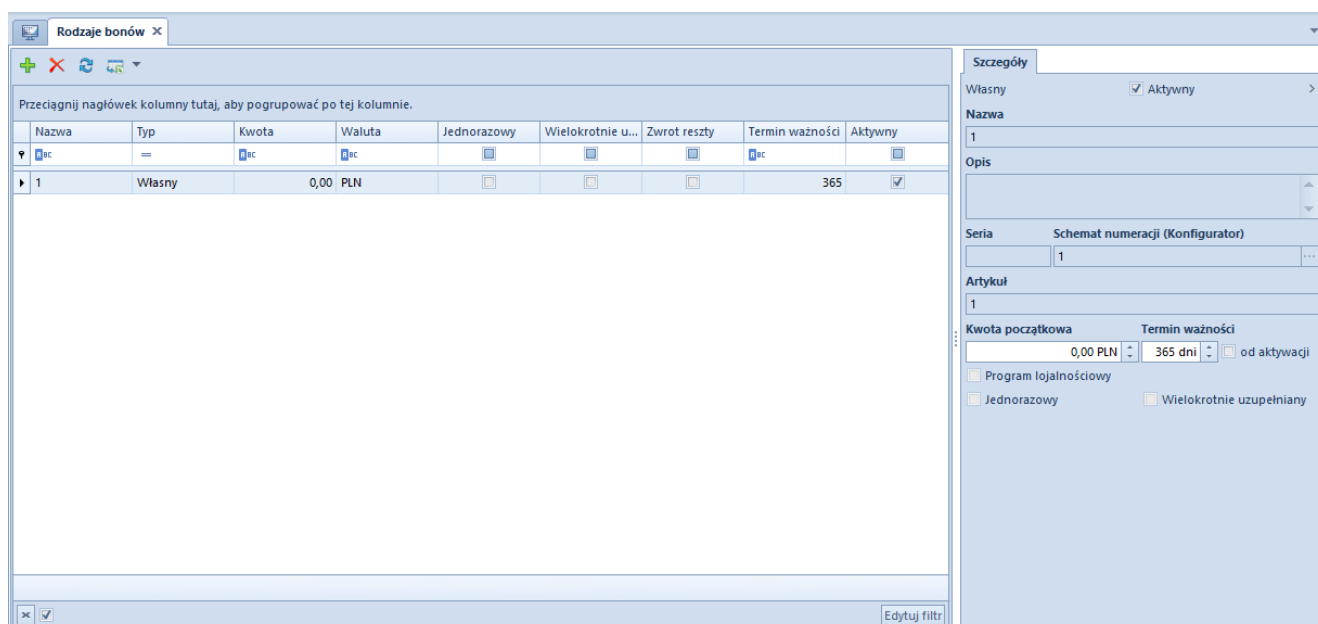 Rodzaje bonów
Szczegóły
Przeciągnij nagłówek kolumny tutaj, aby pogrupować po tej kolumnie.
Nazwa Typ Kwota Waluta Jednorazowy Wielokrotnie u... Zwrot reszty Termin ważności Aktywny
1 Własny 0,00 PLN 365
Edytuj filtr
Własny Aktywny
Nazwa
1
Opis
Seria Schemat numeracji (Konfigurator)
1
Artykuł
1
Kwota początkowa Termin ważności
0,00 PLN 365 dni od aktywacji
Program lojalnościowy
Jednorazowy Wielokrotnie uzupełniany